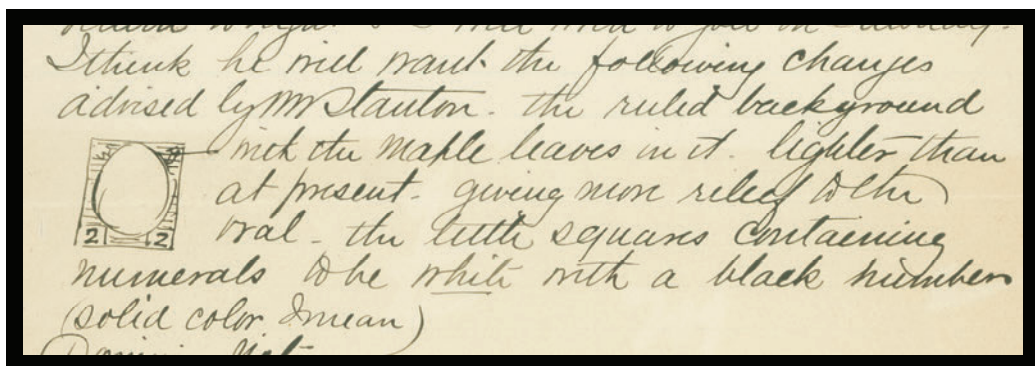 I think he will want the following changes
advised by Mr Stanton - the ruled background
with the Maple leaves in it - lighter than
at present - giving more relief to the
2 2 oval - the little squares containing
numerals to be white with a black number
(solid color I mean)